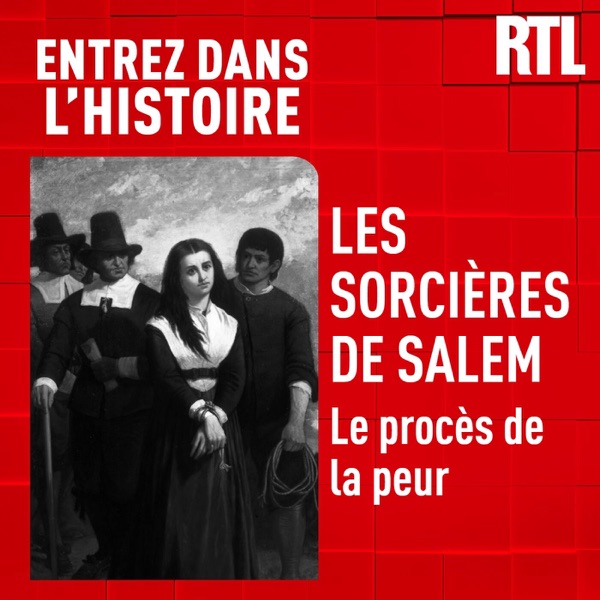 ENTREZ DANS
L'HISTOIRE
RTL
LES
SORCIÈRES
DE SALEM
Le procès de
la peur